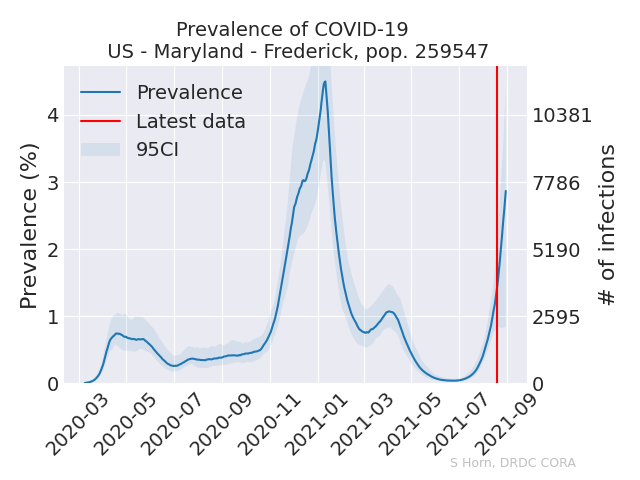 Prevalence of COVID-19
US - Maryland - Frederick, pop. 259547
Prevalence
Latest data
95CI
Prevalence (%)
4
3
2
1
0
10381
7786
5190
2595
0
# of infections
2020-03
2020-05
2020-07
2020-09
2020-11
2021-01
2021-03
2021-05
2021-07
2021-09
S Horn, DRDC CORA